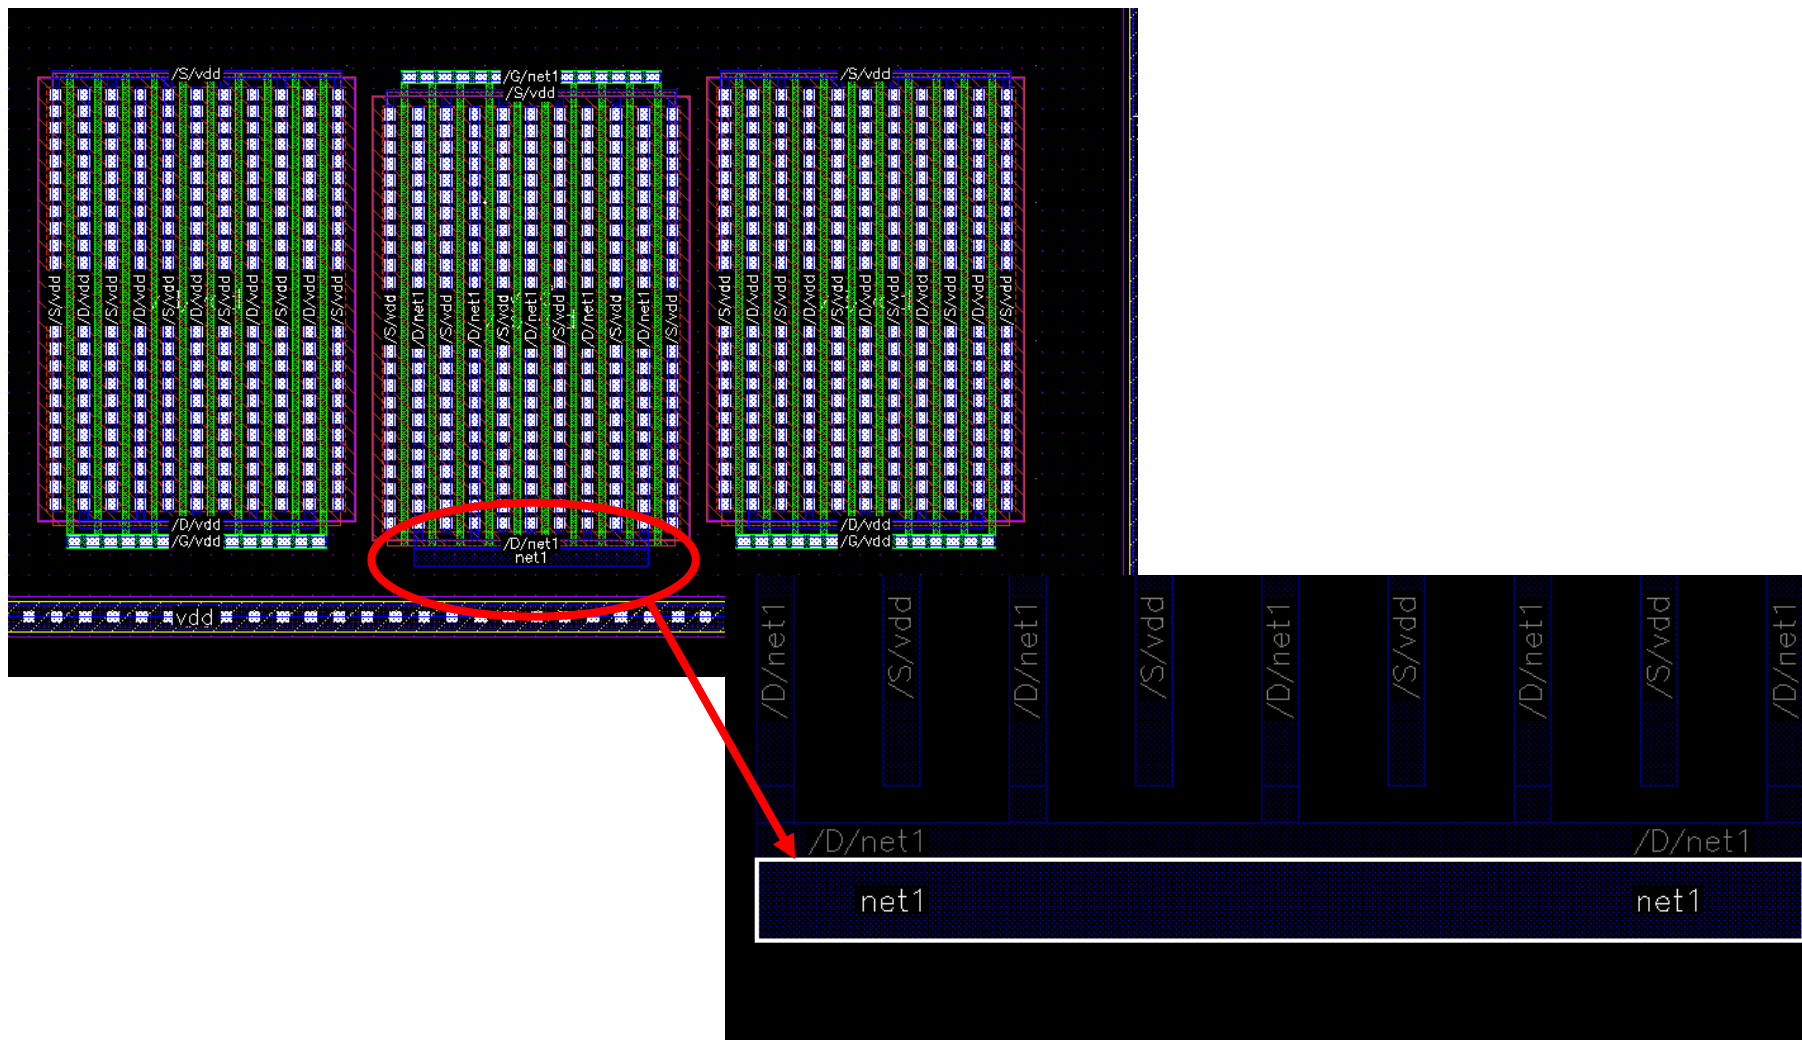 /S/vdd /G/net1 /S/vdd
/S/vdd
/S/vdd /D/vdd /S/vdd /D/vdd /S/vdd /D/vdd /S/vdd /D/vdd /S/vdd /D/vdd /S/vdd
/S/vdd /D/net1 /S/vdd /D/net1 /S/vdd /D/net1 /S/vdd /D/net1 /S/vdd /D/net1 /S/vdd
/S/vdd /D/vdd /S/vdd /D/vdd /S/vdd /D/vdd /S/vdd /D/vdd /S/vdd /D/vdd /S/vdd
/D/vdd /D/vdd
/G/vdd /D/net1 /G/vdd
net1
vdd
/D/net1 /S/vdd /D/net1 /S/vdd /D/net1 /S/vdd /D/net1 /S/vdd /D/net1
/D/net1 /D/net1
net1 net1